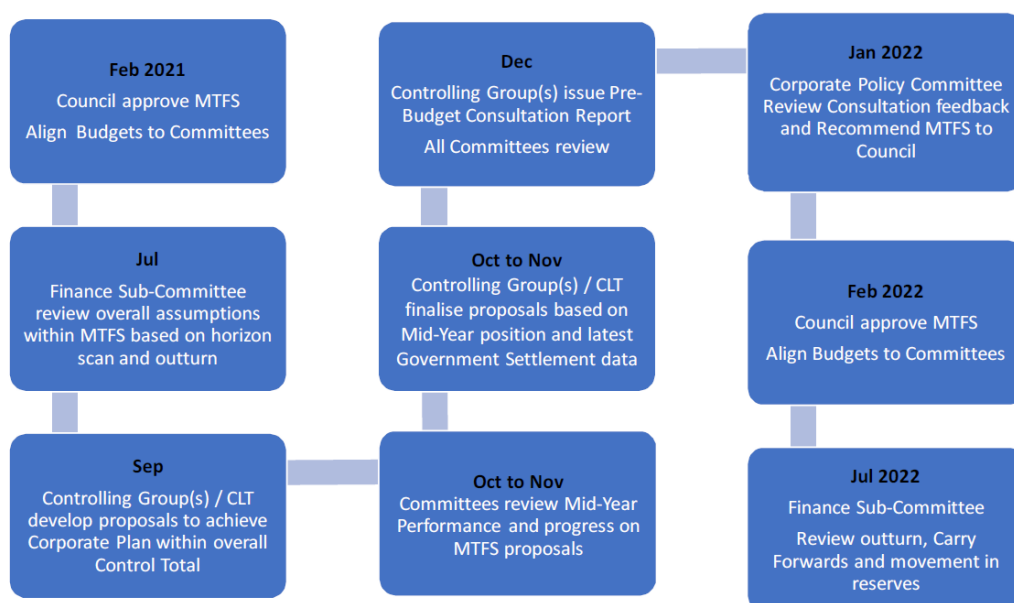 Feb 2021
Council approve MTFS
Align Budgets to Committees
Jul
Finance Sub-Committee
review overall assumptions
within MTFS based on horizon
scan and outturn
Sep
Controlling Group(s) / CLT
develop proposals to achieve
Corporate Plan within overall
Control Total
Oct to Nov
Committees review Mid-Year
Performance and progress on
MTFS proposals
Oct to Nov
Controlling Group(s) / CLT
finalise proposals based on
Mid-Year position and latest
Government Settlement data
Dec
Controlling Group(s) issue Pre-
Budget Consultation Report
All Committees review
Jan 2022
Corporate Policy Committee
Review Consultation feedback
and Recommend MTFS to
Council
Feb 2022
Council approve MTFS
Align Budgets to Committees
Jul 2022
Finance Sub-Committee
Review outturn, Carry
Forwards and movement in
reserves